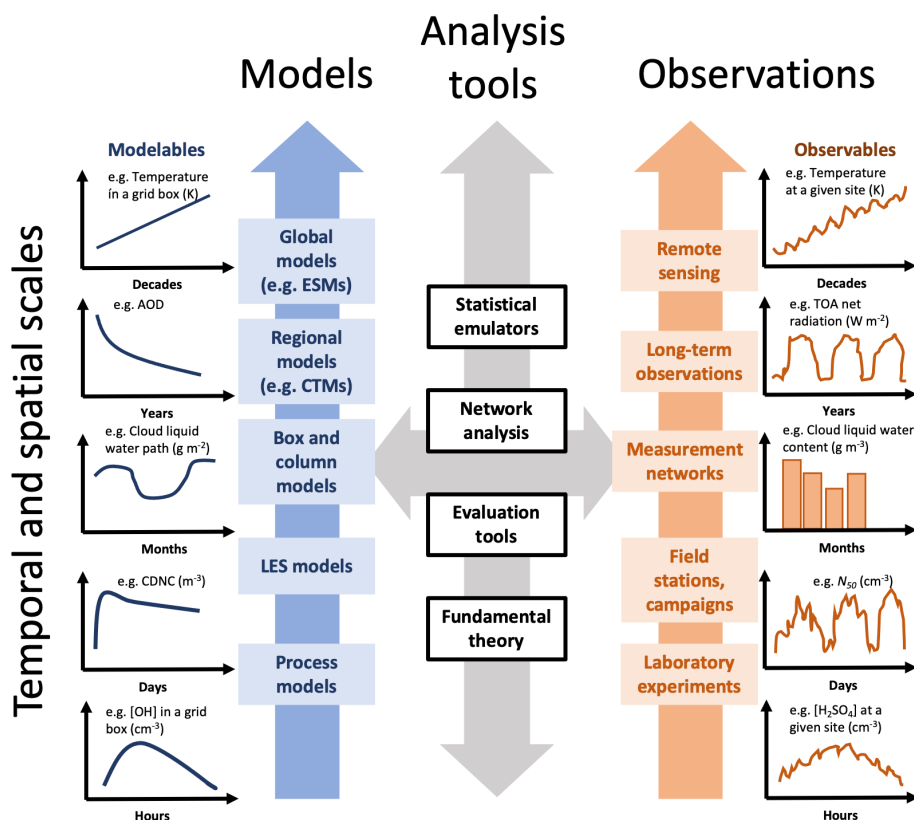 Analysis
tools
Models
Observations
Temporal and spatial scales
Modelables
e.g. Temperature
in a grid box (K)
Decades
e.g. AOD
Years
e.g. Cloud liquid
water path (g m⁻²)
Months
e.g. CDNC (m⁻³)
Days
e.g. [OH] in a grid
box (cm⁻³)
Hours
Global
models
(e.g. ESMs)
Regional
models
(e.g. CTMs)
Box and
column
models
LES models
Process
models
Statistical
emulators
Network
analysis
Evaluation
tools
Fundamental
theory
Remote
sensing
Long-term
observations
Measurement
networks
Field
stations,
campaigns
Laboratory
experiments
Observables
e.g. Temperature
at a given site (K)
Decades
e.g. TOA net
radiation (W m⁻²)
Years
e.g. Cloud liquid water
content (g m⁻³)
Months
e.g. N₅₀ (cm⁻³)
Days
e.g. [H₂SO₄] at a
given site (cm⁻³)
Hours